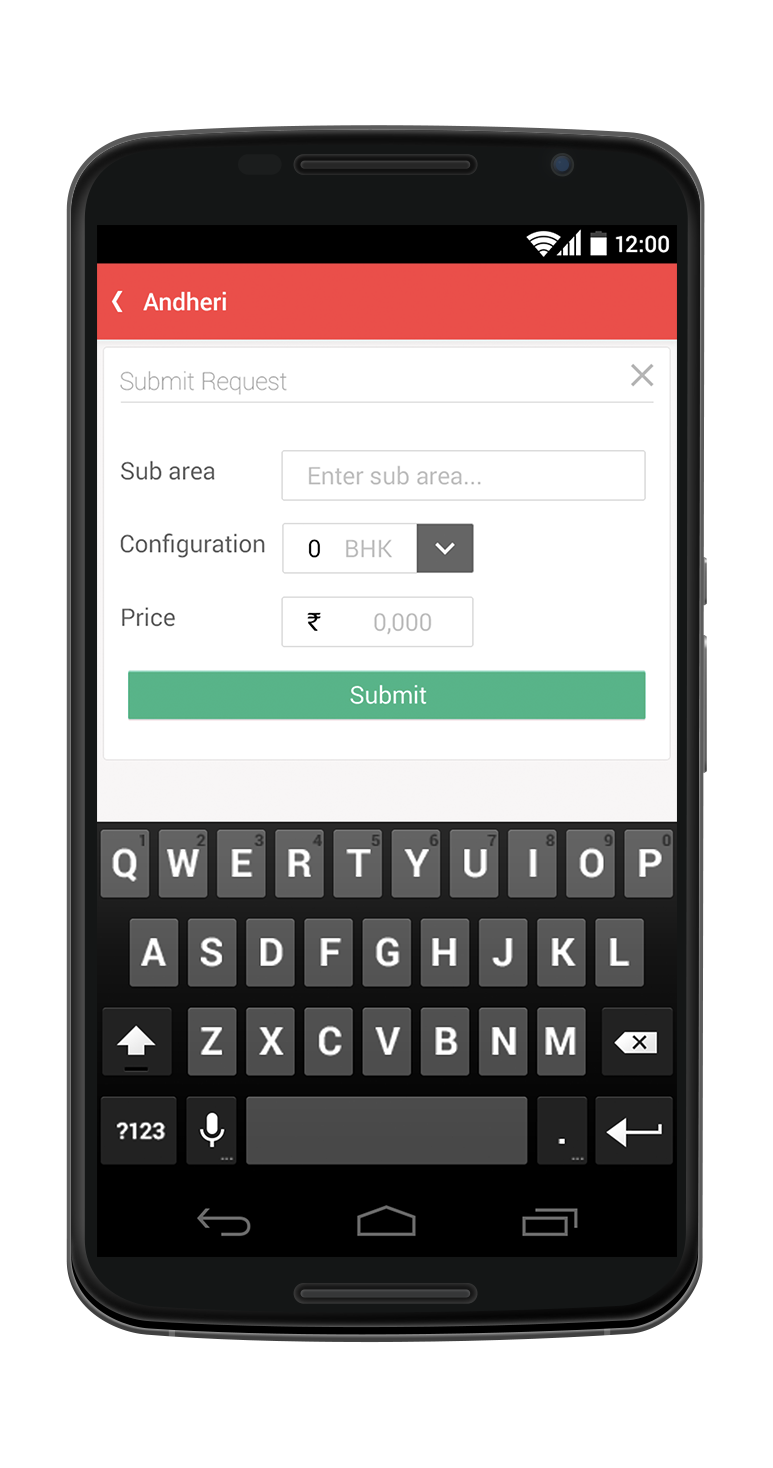 12:00
Andheri
Submit Request
Sub area Enter sub area...
Configuration 0 BHK
Price ₹ 0,000
Submit
1 2 3 4 5 6 7 8 9 0
Q W E R T Y U I O P
A S D F G H J K L
Z X C V B N M
?123 ... . ...